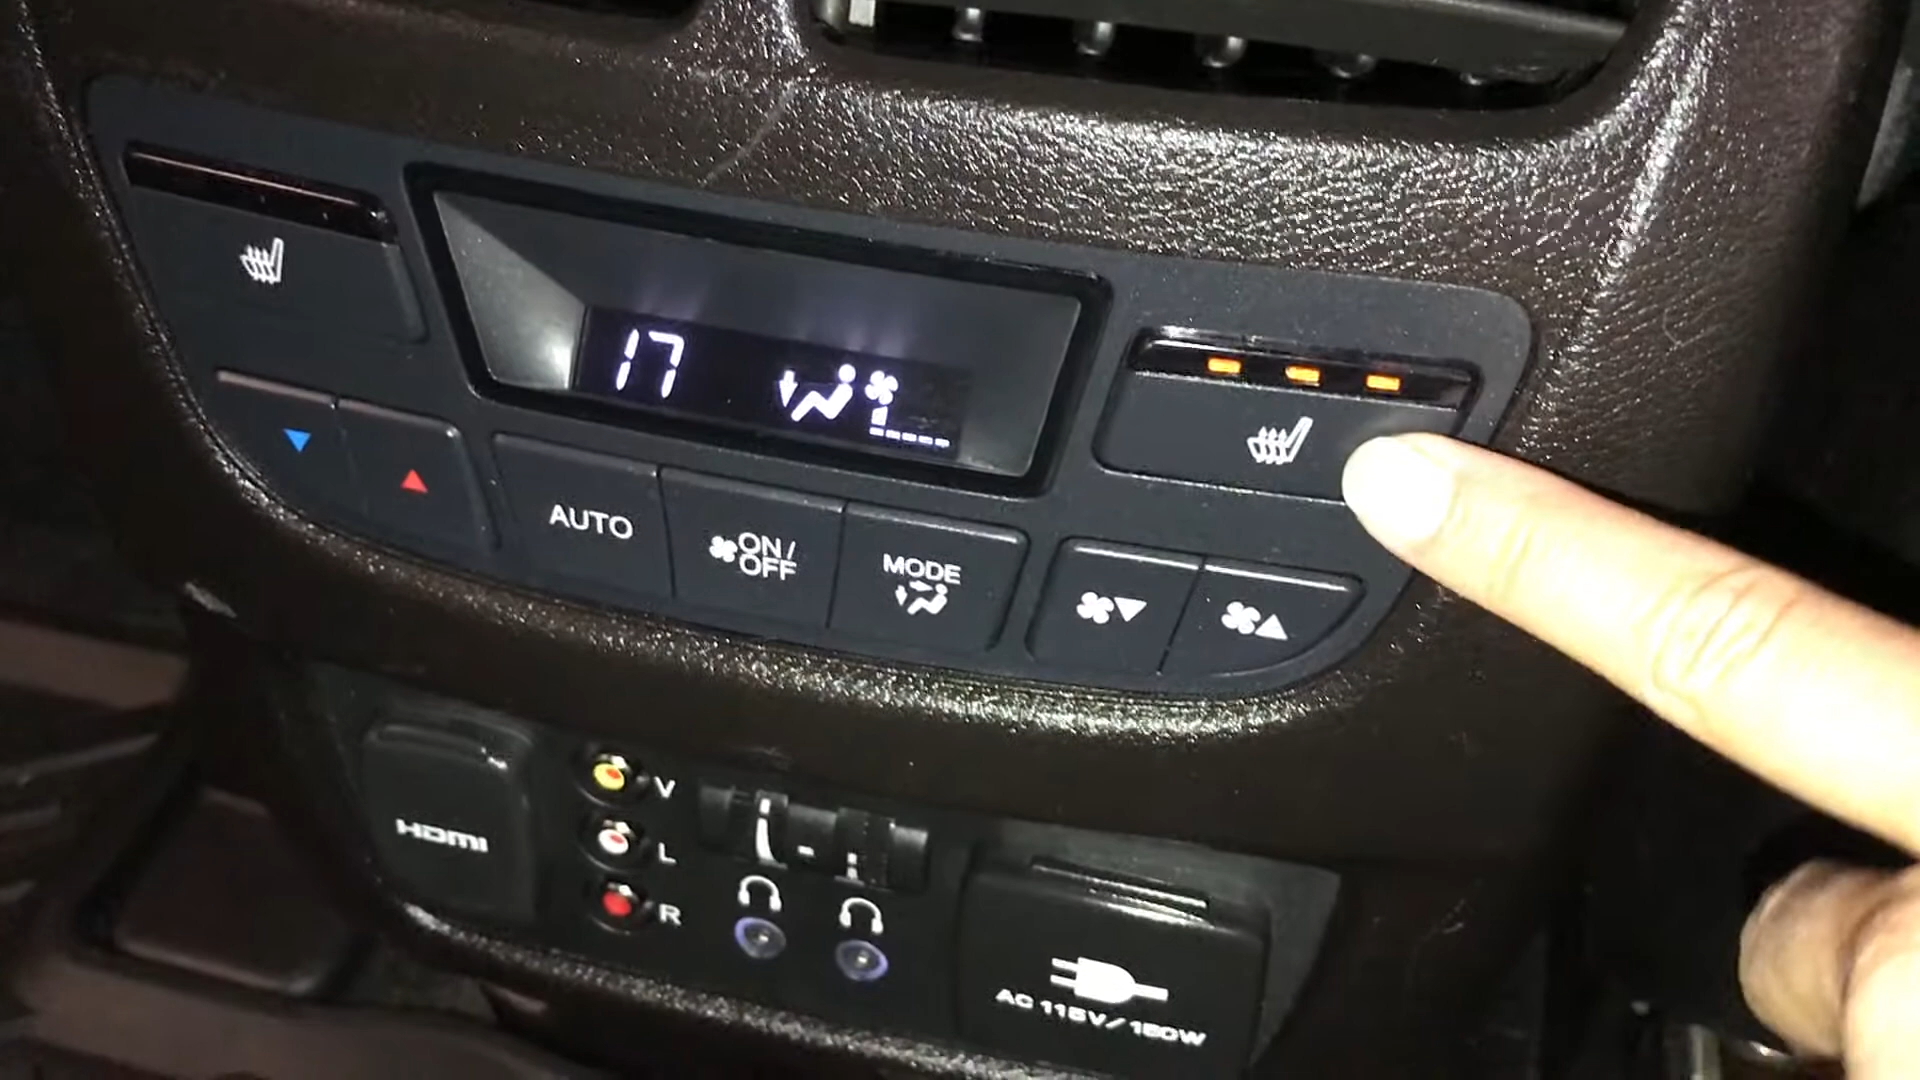 17
AUTO
ON/
OFF
MODE
HDMI
V
L
R
AC 115V/150W